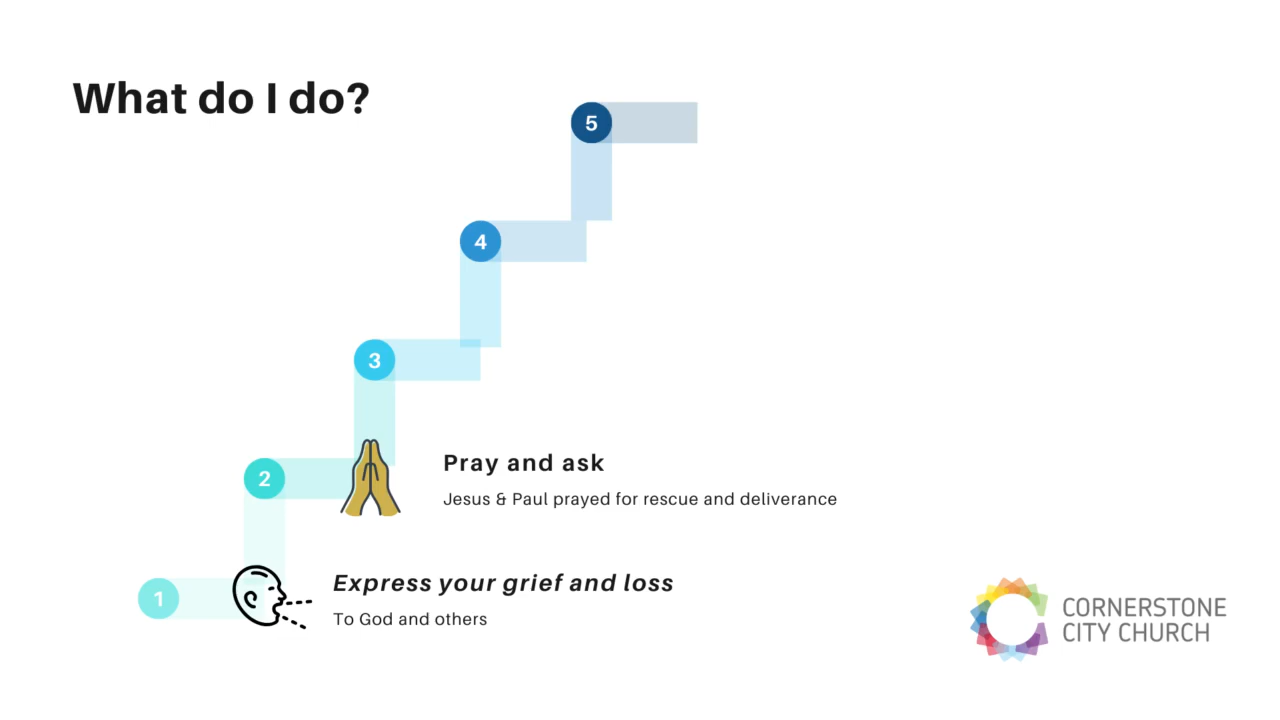 What do I do?
5
4
3
2
Pray and ask
Jesus & Paul prayed for rescue and deliverance
1
Express your grief and loss
To God and others
CORNERSTONE
CITY CHURCH